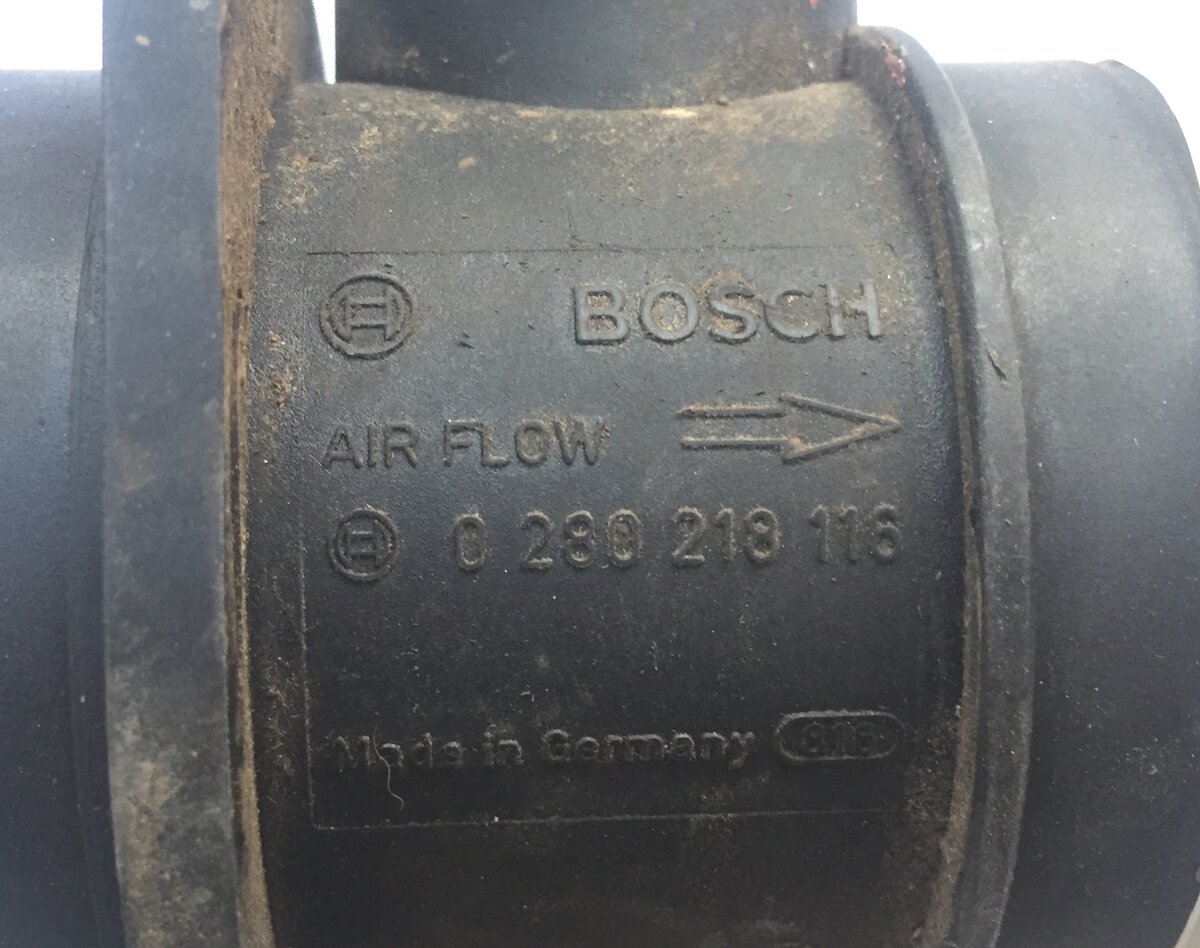 BOSCH
AIR FLOW
0 280 218 116
Made in Germany